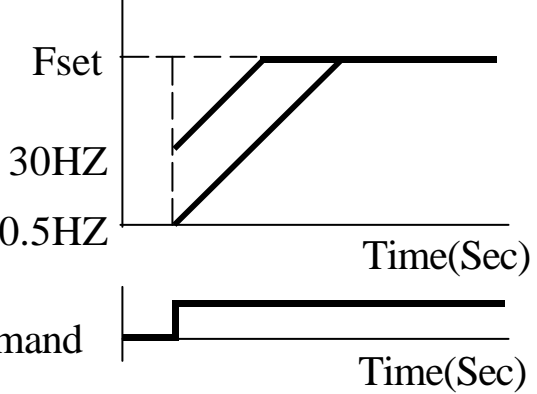 Fset
30HZ
0.5HZ
Time(Sec)
mand
Time(Sec)